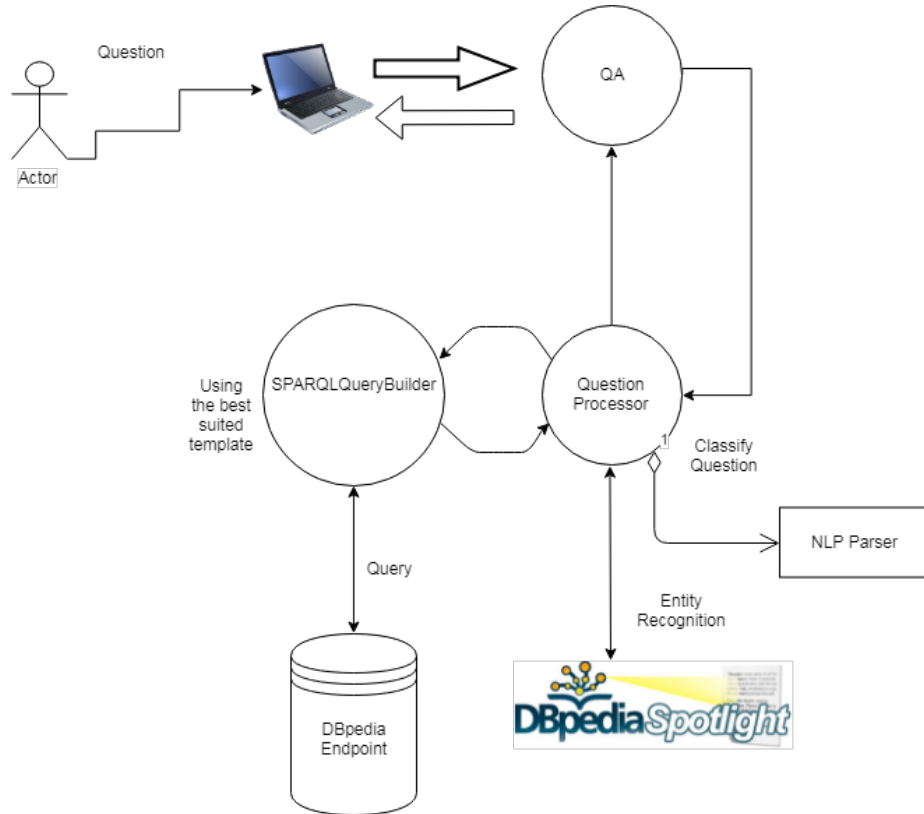 Question
Actor
QA
Using
the best
suited
template
SPARQLQueryBuilder
Question
Processor
1
Classify
Question
NLP Parser
Query
Entity
Recognition
DBpedia
Endpoint
DBpediaSpotlight